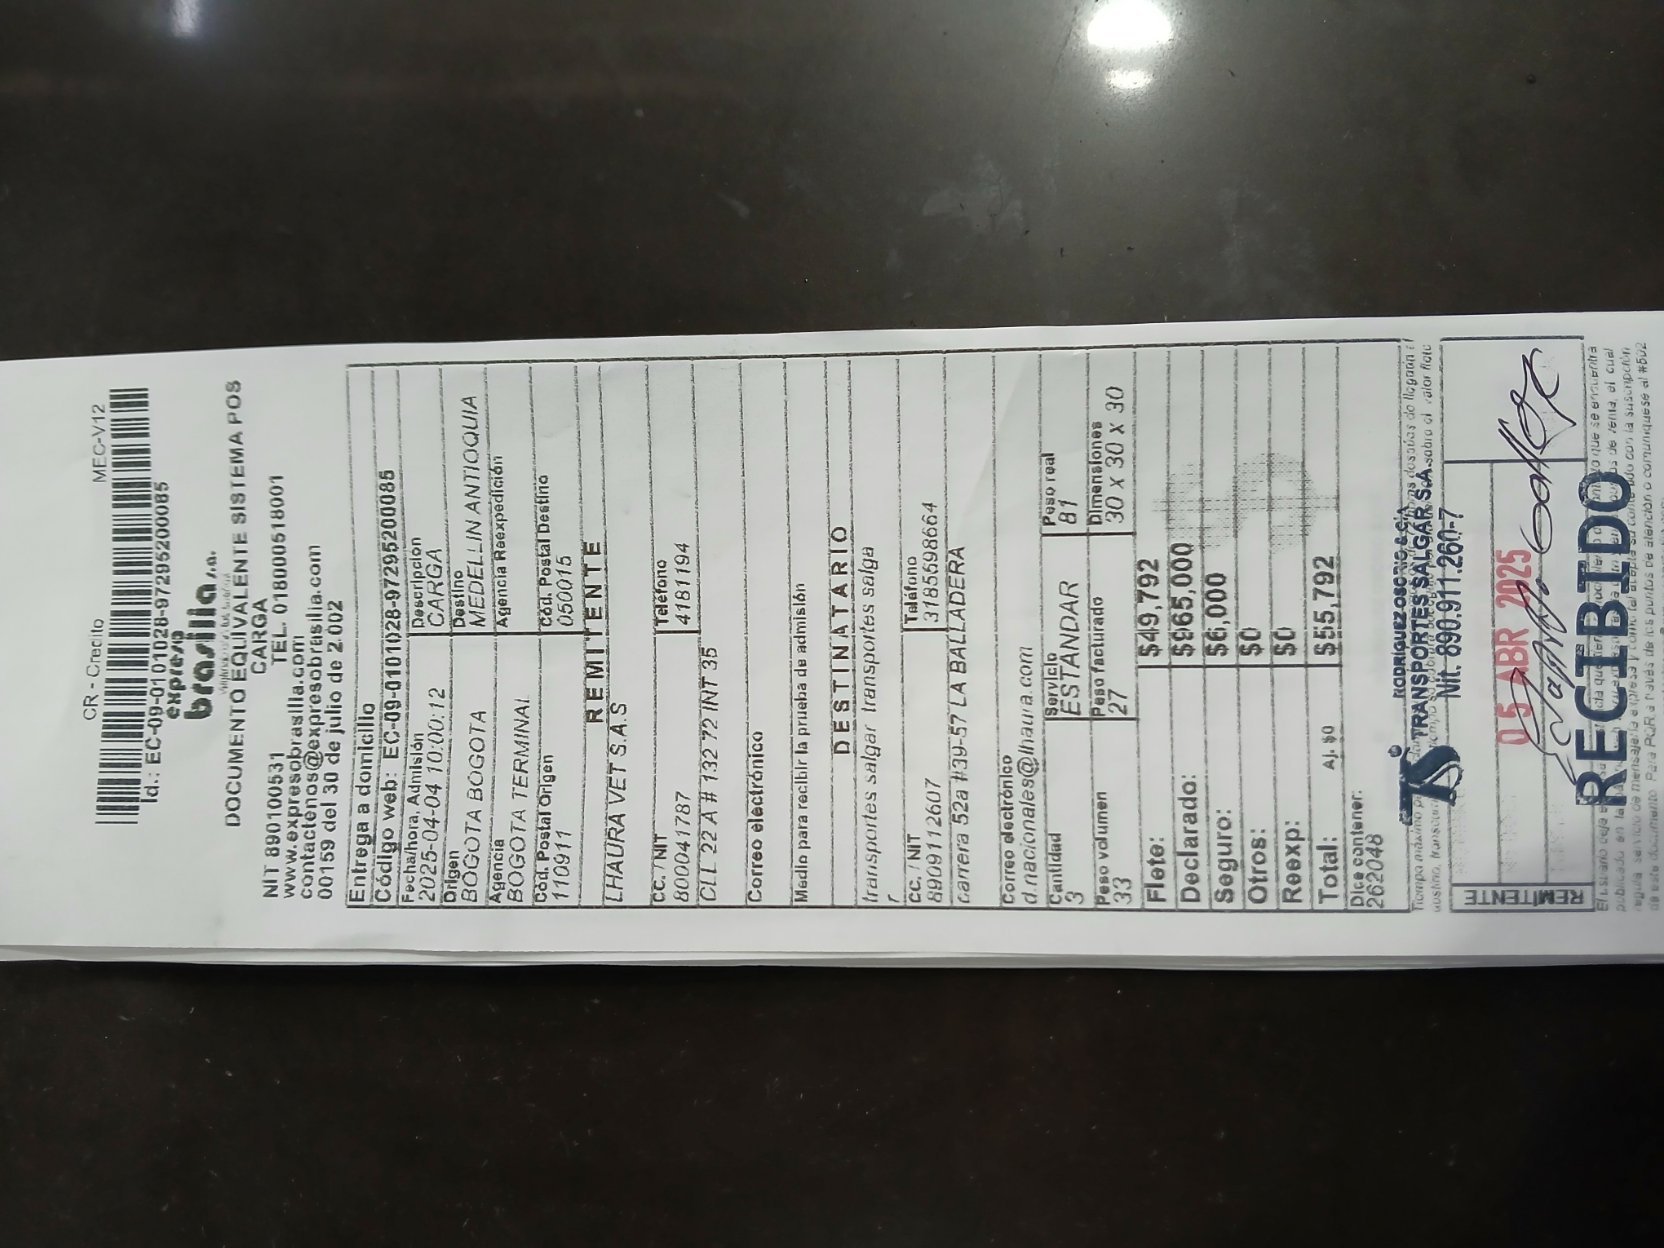 CR - Credito MEC-V12
Id.: EC-09-0101028-97295200085
expreso
brasilia s.a.
DOCUMENTO EQUIVALENTE SISTEMA POS
CARGA
NIT 890100531 TEL. 018000518001
www.expresobrasilia.com
contactenos@expresobrasilia.com
00159 del 30 de julio de 2.002
Entrega a domicilio
Código web: EC-09-0101028-97295200085
Fecha/hora, Admisión Descripcion
2025-04-04 10:00:12 CARGA
Origen Destino
BOGOTA BOGOTA MEDELLIN ANTIOQUIA
Agencia Agencia Reexpedición
BOGOTA TERMINAL
Cód. Postal Origen Cód. Postal Destino
110911 050015
REMITENTE
LHAURA VET S.A.S
C.C. / NIT Teléfono
800041787 4181194
CLL 22 A # 132 72 INT 35
Correo electrónico
Medio para recibir la prueba de admisión
DESTINATARIO
transportes salgar transportes salga
r
Cc. / NIT Teléfono
8909112607 3185698664
carrera 52a #39-57 LA BALLADERA
Correo electrónico
d.nacionales@lhaura.com
Cantidad Servicio Peso real
3 ESTANDAR 81
Peso volumen Peso facturado Dimensiones
33 27 30 X 30 X 30
Flete: $49,792
Declarado: $965,000
Seguro: $6,000
Otros: $0
Reexp: $0
Total: Aj. $0 $55,792
Dice contener:
262048
TRANSPORTES SALGAR S.A.
Nit. 890.911.260-7
05 ABR 2025
RECIBIDO
REMITENTE